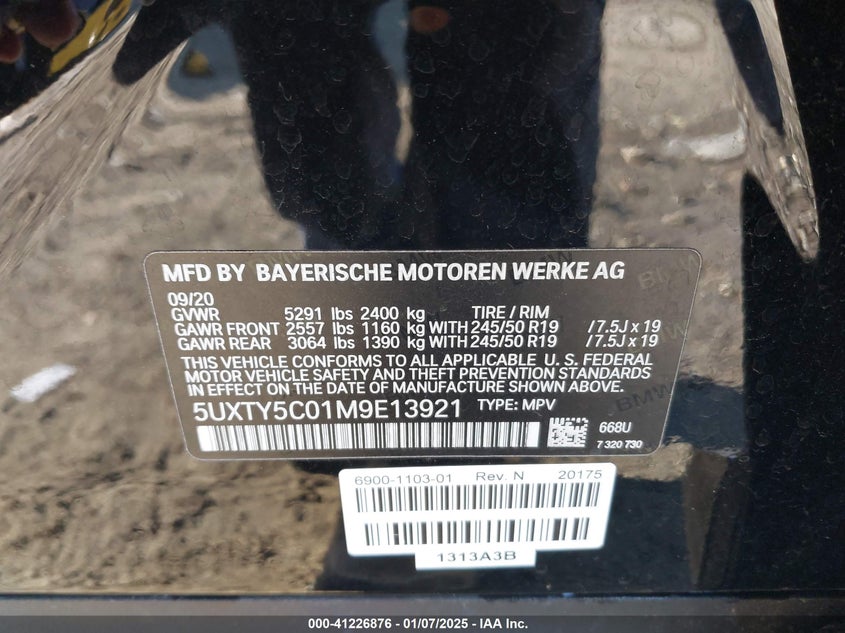 MFD BY BAYERISCHE MOTOREN WERKE AG
09/20
GVWR 5291 lbs 2400 kg TIRE / RIM
GAWR FRONT 2557 lbs 1160 kg WITH 245/50 R19 /7.5J x 19
GAWR REAR 3064 lbs 1390 kg WITH 245/50 R19 /7.5J x 19
THIS VEHICLE CONFORMS TO ALL APPLICABLE U. S. FEDERAL
MOTOR VEHICLE SAFETY AND THEFT PREVENTION STANDARDS
IN EFFECT ON THE DATE OF MANUFACTURE SHOWN ABOVE.
5UXTY5C01M9E13921 TYPE: MPV
668U
7 320 730
6900-1103-01 Rev. N 20175
1313A3B
000-41226876 - 01/07/2025 - IAA Inc.